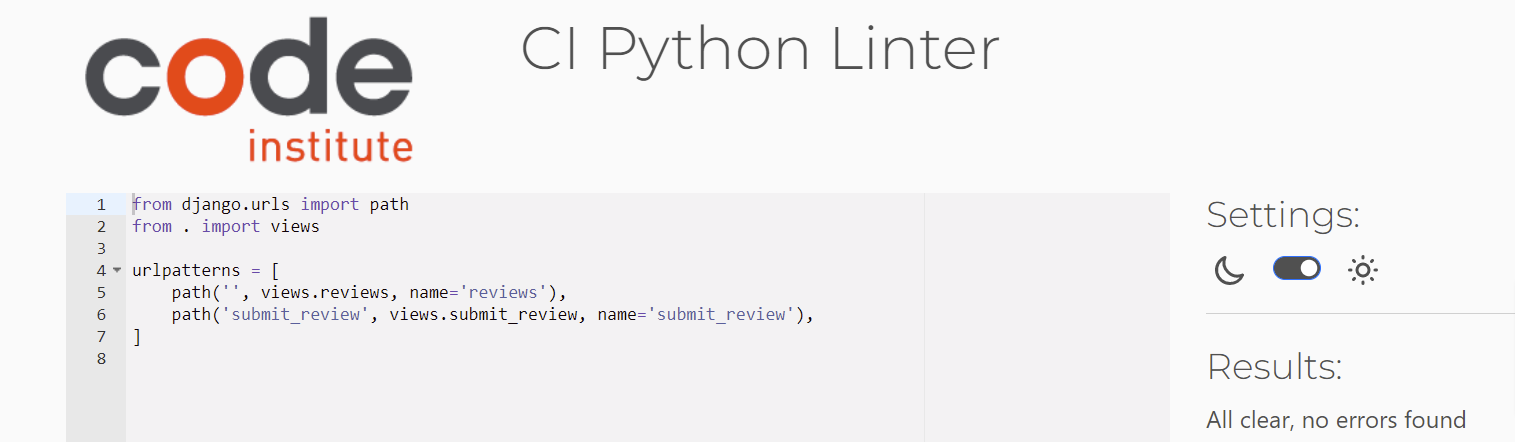 code
institute
CI Python Linter
1 from django.urls import path
2 from . import views
3
4 urlpatterns = [
5     path('', views.reviews, name='reviews'),
6     path('submit_review', views.submit_review, name='submit_review'),
7 ]
8
Settings:
Results:
All clear, no errors found